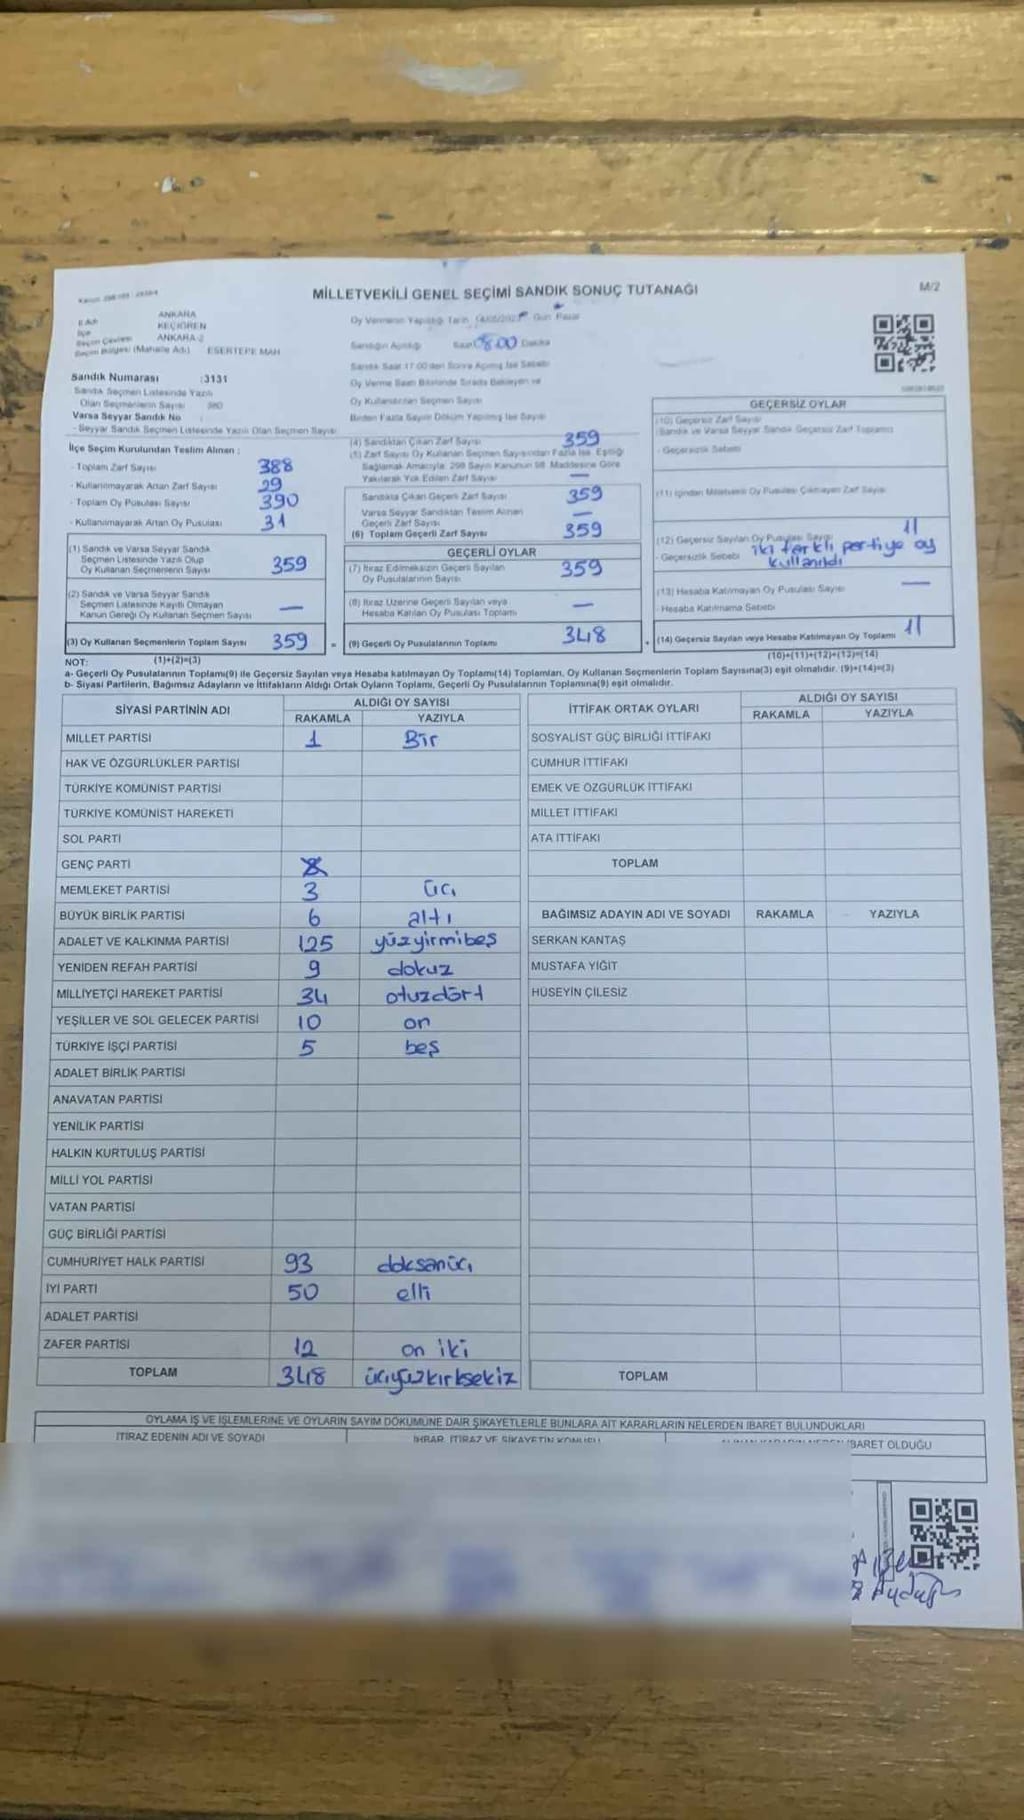 MİLLETVEKİLİ GENEL SEÇİMİ SANDIK SONUÇ TUTANAĞI
M/2
İl Adı ANKARA
İlçe KEÇİÖREN
Seçim Çevresi ANKARA-2
Seçim Bölgesi (Mahalle Adı) ESERTEPE MAH
Sandık Numarası :3131
Sandık Seçmen Listesinde Yazılı
Olan Seçmenlerin Sayısı
Varsa Seyyar Sandık No
- Seyyar Sandık Seçmen Listesinde Yazılı Olan Seçmen Sayısı
Oy Vermenin Yapıldığı Tarih 14/05/2023 Gün Pazar
Sandığın Açıldığı Saat 08:00 Dakika
Sandık Saat 17:00'den Sonra Açılmış İse Sebebi
Oy Verme Saati Bitiminde Sırada Bekleyen ve
Oy Kullandırılan Seçmen Sayısı
Birden Fazla Sayım Döküm Yapılmış İse Sayısı
İlçe Seçim Kurulundan Teslim Alınan :
- Toplam Zarf Sayısı 388
- Kullanılmayarak Artan Zarf Sayısı 29
- Toplam Oy Pusulası Sayısı 390
- Kullanılmayarak Artan Oy Pusulası 31
(1) Sandık ve Varsa Seyyar Sandık
Seçmen Listesinde Yazılı Olup
Oy Kullanan Seçmenlerin Sayısı 359
(2) Sandık ve Varsa Seyyar Sandık
Seçmen Listesinde Kayıtlı Olmayan
Kanun Gereği Oy Kullanan Seçmen Sayısı —
(3) Oy Kullanan Seçmenlerin Toplam Sayısı 359
(4) Sandıktan Çıkan Zarf Sayısı 359
(5) Zarf Sayısı Oy Kullanan Seçmen Sayısından Fazla İse, Eşitliği
Sağlamak Amacıyla, 298 Sayılı Kanunun 98. Maddesine Göre
Yakılarak Yok Edilen Zarf Sayısı —
Sandıkta Çıkan Geçerli Zarf Sayısı 359
Varsa Seyyar Sandıktan Teslim Alınan
Geçerli Zarf Sayısı —
(6) Toplam Geçerli Zarf Sayısı 359
GEÇERLİ OYLAR
(7) İtiraz Edilmeksizin Geçerli Sayılan
Oy Pusulalarının Sayısı 359
(8) İtiraz Üzerine Geçerli Sayılan veya
Hesaba Katılan Oy Pusulası Toplamı —
= (9) Geçerli Oy Pusulalarının Toplamı 348
GEÇERSİZ OYLAR
(10) Geçersiz Zarf Sayısı
(Sandık ve Varsa Seyyar Sandık Geçersiz Zarf Toplamı)
- Geçersizlik Sebebi
(11) İçinden Milletvekili Oy Pusulası Çıkmayan Zarf Sayısı
(12) Geçersiz Sayılan Oy Pusulası Sayısı 11
- Geçersizlik Sebebi iki farklı partiye oy
kullanıldı
(13) Hesaba Katılmayan Oy Pusulası Sayısı —
- Hesaba Katılmama Sebebi
+ (14) Geçersiz Sayılan veya Hesaba Katılmayan Oy Toplamı 11
NOT: (1)+(2)=(3)
(10)+(11)+(12)+(13)=(14)
a- Geçerli Oy Pusulalarının Toplamı(9) ile Geçersiz Sayılan veya Hesaba katılmayan Oy Toplamı(14) Toplamları, Oy Kullanan Seçmenlerin Toplam Sayısına(3) eşit olmalıdır. (9)+(14)=(3)
b- Siyasi Partilerin, Bağımsız Adayların ve İttifakların Aldığı Ortak Oyların Toplamı, Geçerli Oy Pusulalarının Toplamına(9) eşit olmalıdır.
SİYASİ PARTİNİN ADI ALDIĞI OY SAYISI
RAKAMLA YAZIYLA
MİLLET PARTİSİ 1 Bir
HAK VE ÖZGÜRLÜKLER PARTİSİ
TÜRKİYE KOMÜNİST PARTİSİ
TÜRKİYE KOMÜNİST HAREKETİ
SOL PARTİ
GENÇ PARTİ
MEMLEKET PARTİSİ 3 üç
BÜYÜK BİRLİK PARTİSİ 6 altı
ADALET VE KALKINMA PARTİSİ 125 yüzyirmibeş
YENİDEN REFAH PARTİSİ 9 dokuz
MİLLİYETÇİ HAREKET PARTİSİ 34 otuzdört
YEŞİLLER VE SOL GELECEK PARTİSİ 10 on
TÜRKİYE İŞÇİ PARTİSİ 5 beş
ADALET BİRLİK PARTİSİ
ANAVATAN PARTİSİ
YENİLİK PARTİSİ
HALKIN KURTULUŞ PARTİSİ
MİLLİ YOL PARTİSİ
VATAN PARTİSİ
GÜÇ BİRLİĞİ PARTİSİ
CUMHURİYET HALK PARTİSİ 93 doksanüç
İYİ PARTİ 50 elli
ADALET PARTİSİ
ZAFER PARTİSİ 12 on iki
TOPLAM 348 üçyüzkırksekiz
İTTİFAK ORTAK OYLARI ALDIĞI OY SAYISI
RAKAMLA YAZIYLA
SOSYALİST GÜÇ BİRLİĞİ İTTİFAKI
CUMHUR İTTİFAKI
EMEK VE ÖZGÜRLÜK İTTİFAKI
MİLLET İTTİFAKI
ATA İTTİFAKI
TOPLAM
BAĞIMSIZ ADAYIN ADI VE SOYADI RAKAMLA YAZIYLA
SERKAN KANTAŞ
MUSTAFA YİĞİT
HÜSEYİN ÇİLESİZ
TOPLAM
OYLAMA İŞ VE İŞLEMLERİNE VE OYLARIN SAYIM DÖKÜMÜNE DAİR ŞİKAYETLERLE BUNLARA AİT KARARLARIN NELERDEN İBARET BULUNDUKLARI
İTİRAZ EDENİN ADI VE SOYADI İHBAR, İTİRAZ VE ŞİKAYETİN KONUSU İBARET OLDUĞU